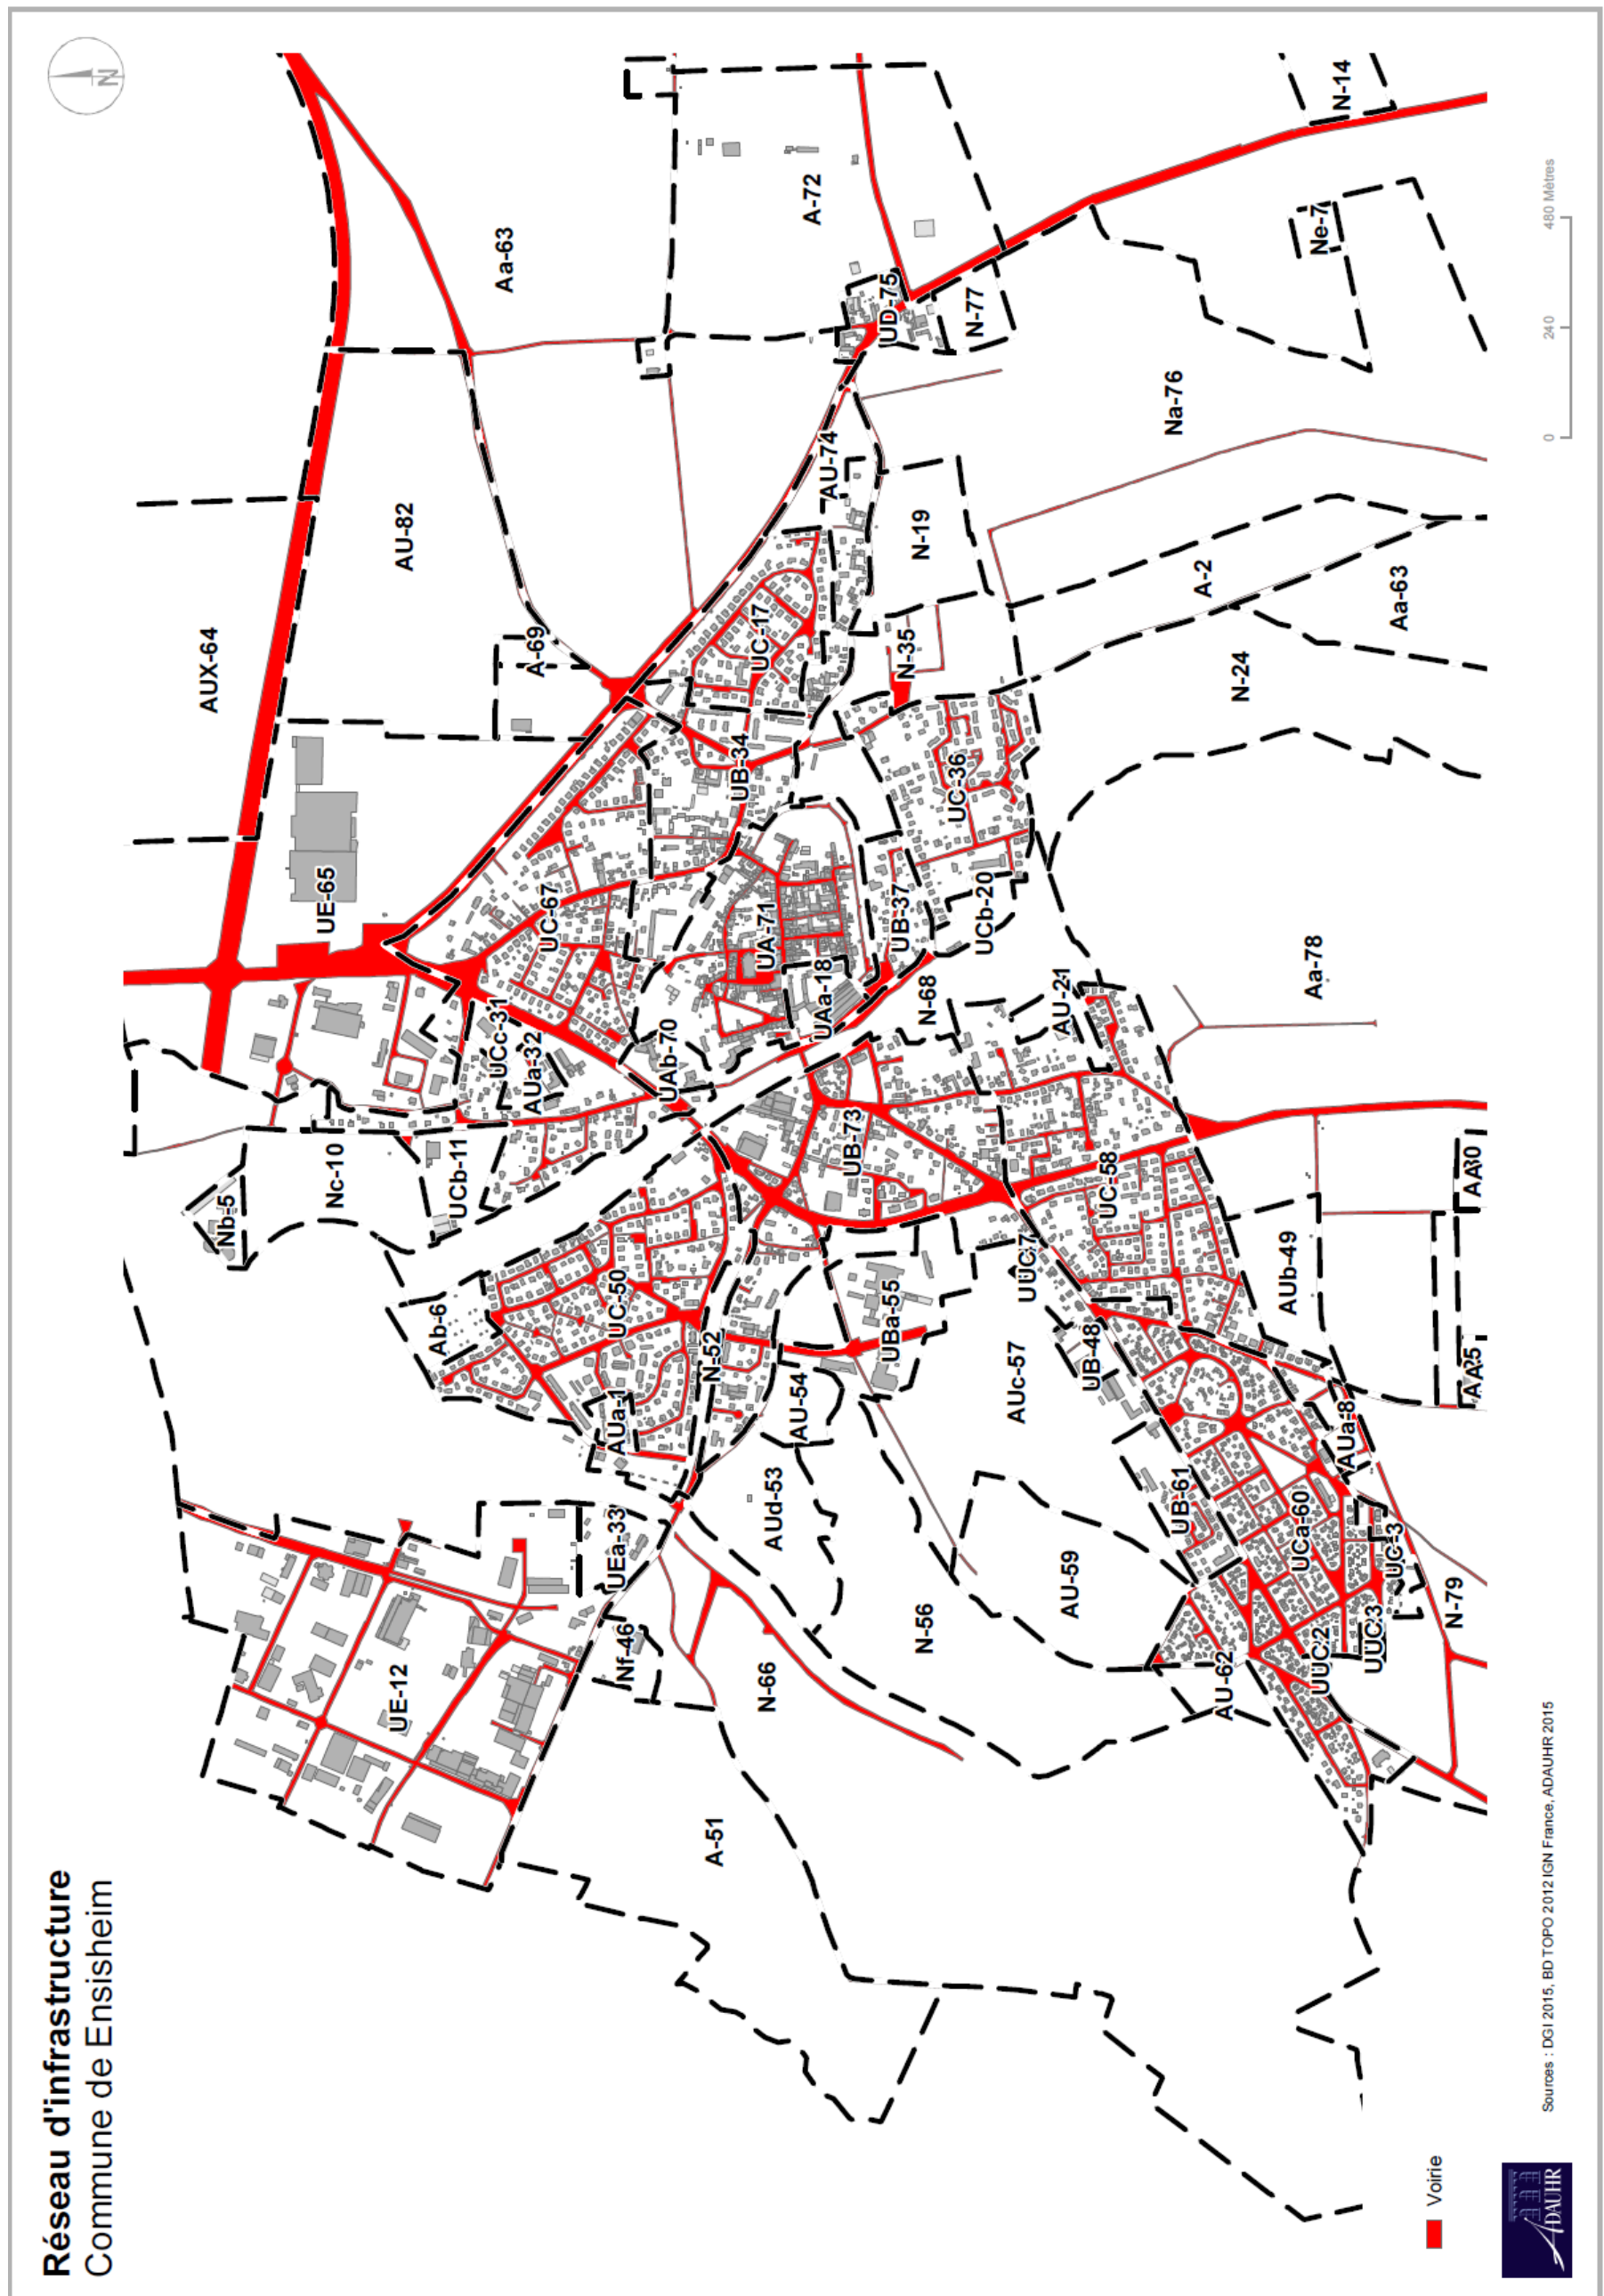 Réseau d'infrastructure
Commune de Ensisheim
N
AUX-64
Nb-5
UE-65
Nc-10
UE-12
AU-82
Ab-6
UCb-11
UCc-31
Aa-63
AUa-32
A-69
UC-67
UEa-33
AUa-1
UC-50
Nf-46
UAb-70
N-52
A-51
UB-34
UC-17
N-66
UA-71
AUd-53
AU-54
A-72
UAa-18
AU-74
UB-73
UBa-55
UD-75
UB-37
N-35
N-19
N-56
N-68
UC-36
N-77
UCb-20
AUc-57
UUC7
AU-21
AU-59
UB-48
UC-58
Na-76
UB-61
A-2
AU-62
N-24
AUb-49
UCa-60
Aa-78
UUC2
Ne-7
N-14
AUa-8
UUC3
UC-3
Aa-63
Voirie
N-79
AA25
AA30
0 240 480 Mètres
Sources : DGI 2015, BD TOPO 2012 IGN France, ADAUHR 2015
ADAUHR